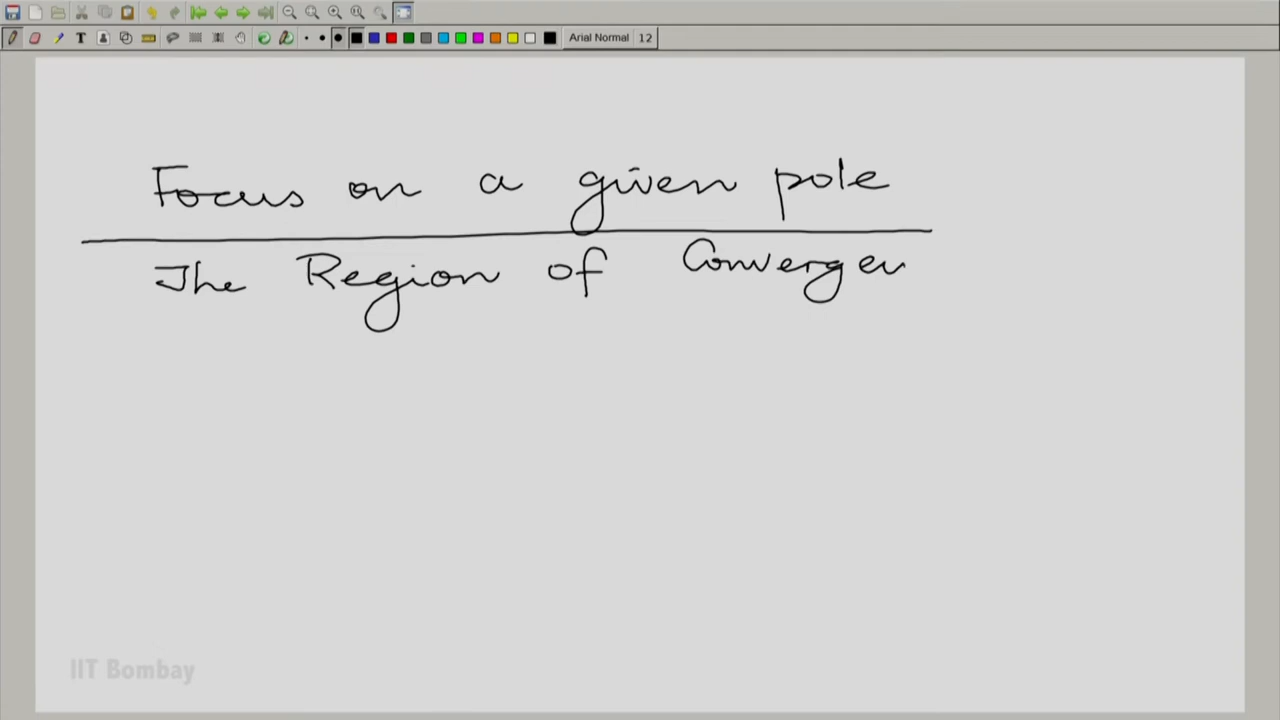 Arial Normal 12
Focus on a given pole
The Region of Convergen
IIT Bombay